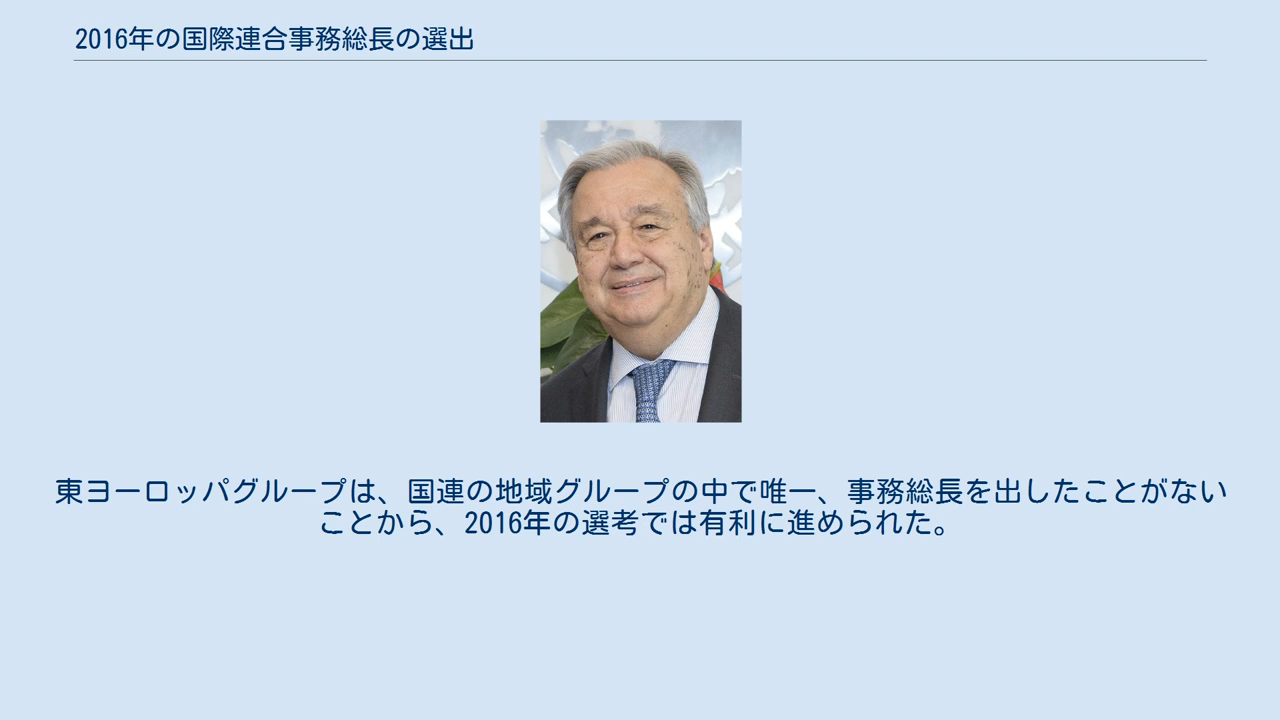 2016年の国際連合事務総長の選出
東ヨーロッパグループは、国連の地域グループの中で唯一、事務総長を出したことがない
ことから、2016年の選考では有利に進められた。